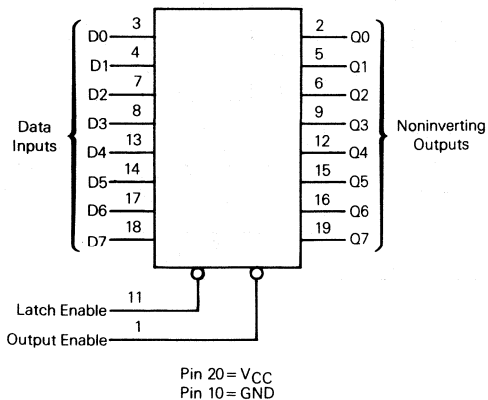 D0 3 2 Q0
D1 4 5 Q1
D2 7 6 Q2
D3 8 9 Q3
D4 13 12 Q4
D5 14 15 Q5
D6 17 16 Q6
D7 18 19 Q7
Data
Inputs
Noninverting
Outputs
Latch Enable 11
Output Enable 1
Pin 20 = VCC
Pin 10 = GND